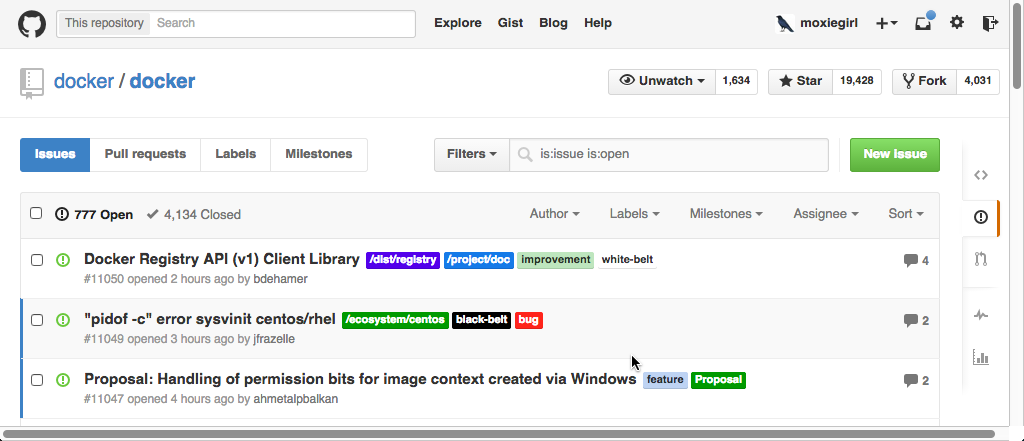 This repository Search Explore Gist Blog Help moxiegirl
docker / docker Unwatch 1,634 Star 19,428 Fork 4,031
Issues Pull requests Labels Milestones Filters is:issue is:open New Issue
777 Open 4,134 Closed Author Labels Milestones Assignee Sort
Docker Registry API (v1) Client Library /dist/registry /project/doc improvement white-belt 4
#11050 opened 2 hours ago by bdehamer
"pidof -c" error sysvinit centos/rhel /ecosystem/centos black-belt bug 2
#11049 opened 3 hours ago by jfrazelle
Proposal: Handling of permission bits for image context created via Windows feature Proposal 2
#11047 opened 4 hours ago by ahmetalpbalkan